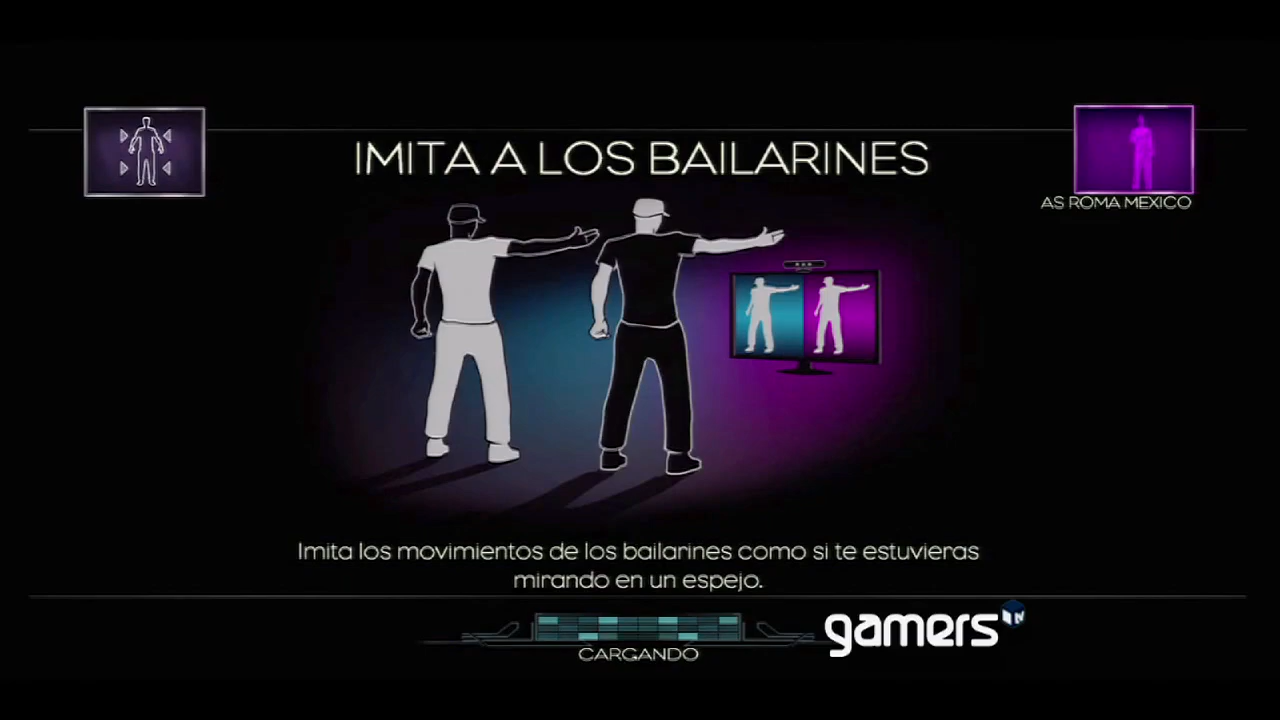 IMITA A LOS BAILARINES
AS ROMA MEXICO
Imita los movimientos de los bailarines como si te estuvieras
mirando en un espejo.
CARGANDO
gamers TV